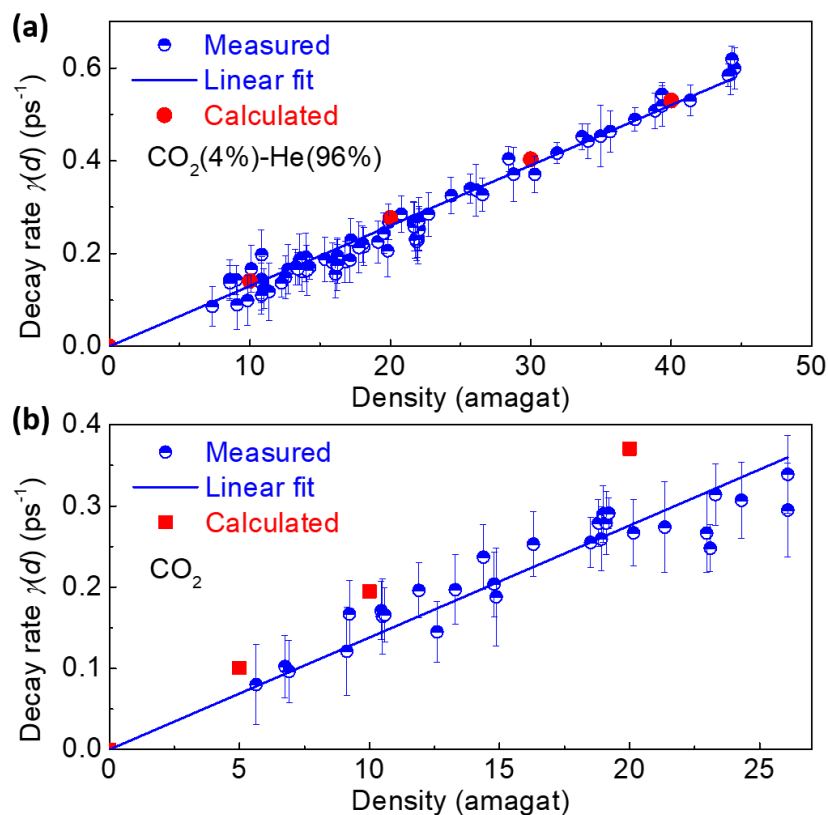 (a)
Measured
Linear fit
Calculated
CO₂(4%)-He(96%)
Decay rate γ(d) (ps⁻¹)
0.6
0.4
0.2
0.0
0 10 20 30 40 50
Density (amagat)
(b)
Measured
Linear fit
Calculated
CO₂
Decay rate γ(d) (ps⁻¹)
0.4
0.3
0.2
0.1
0.0
0 5 10 15 20 25
Density (amagat)